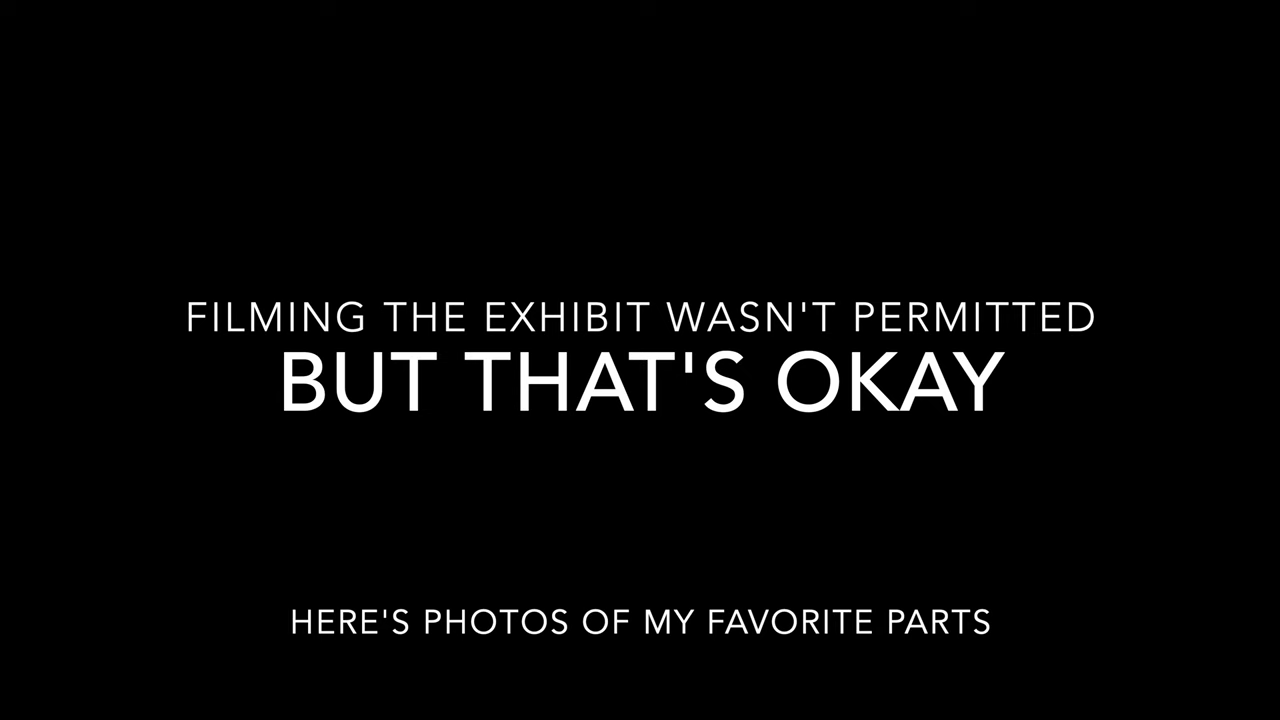 FILMING THE EXHIBIT WASN'T PERMITTED
BUT THAT'S OKAY
HERE'S PHOTOS OF MY FAVORITE PARTS